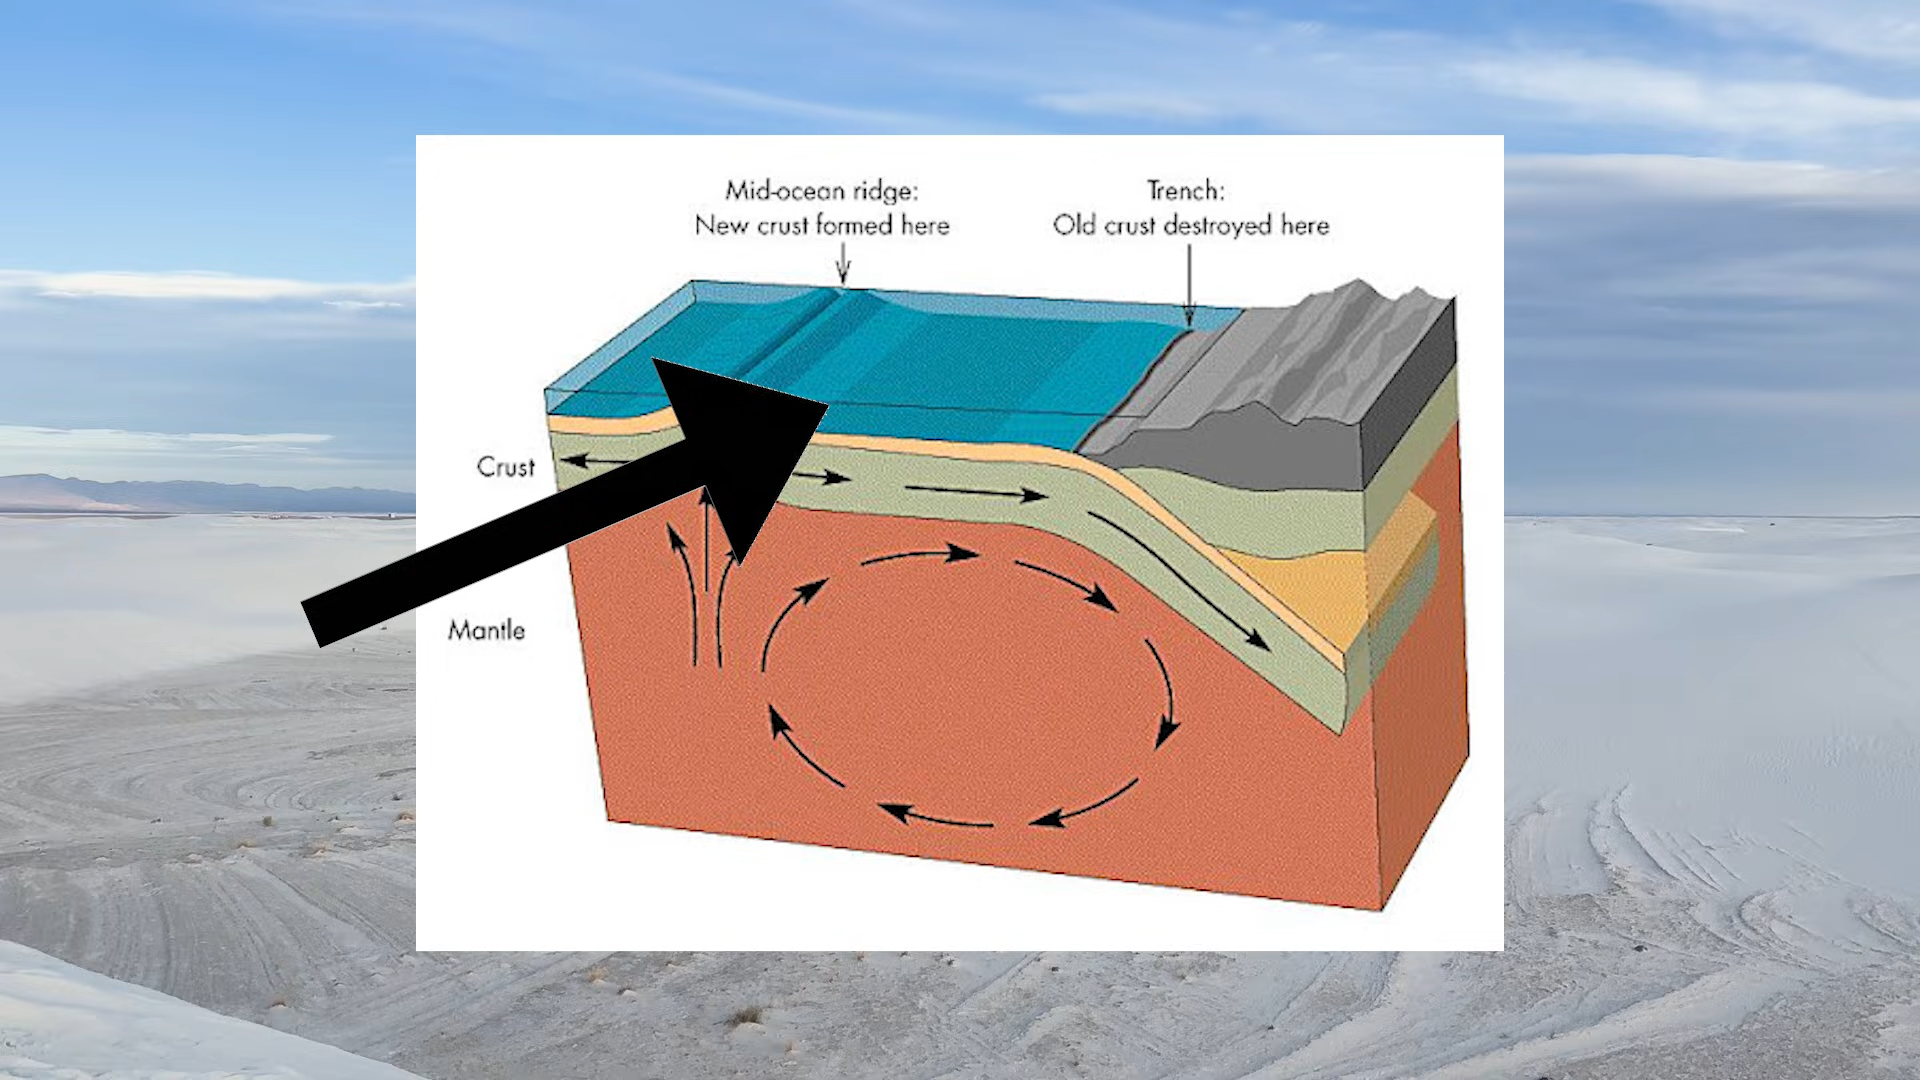 Mid-ocean ridge:
New crust formed here
Trench:
Old crust destroyed here
Crust
Mantle